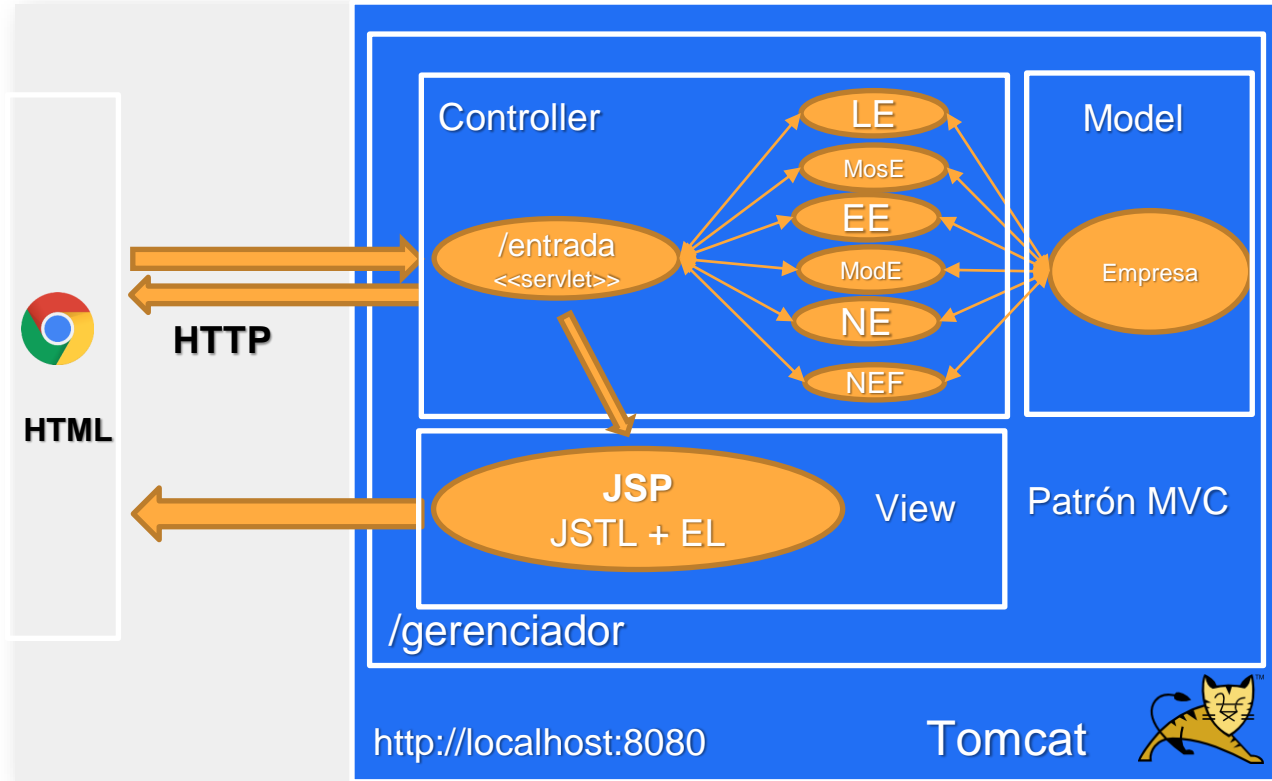 Controller
LE
MosE
EE
ModE
NE
NEF
/entrada
<<servlet>>
Model
Empresa
HTTP
HTML
JSP
JSTL + EL
View
Patrón MVC
/gerenciador
http://localhost:8080
Tomcat
TM